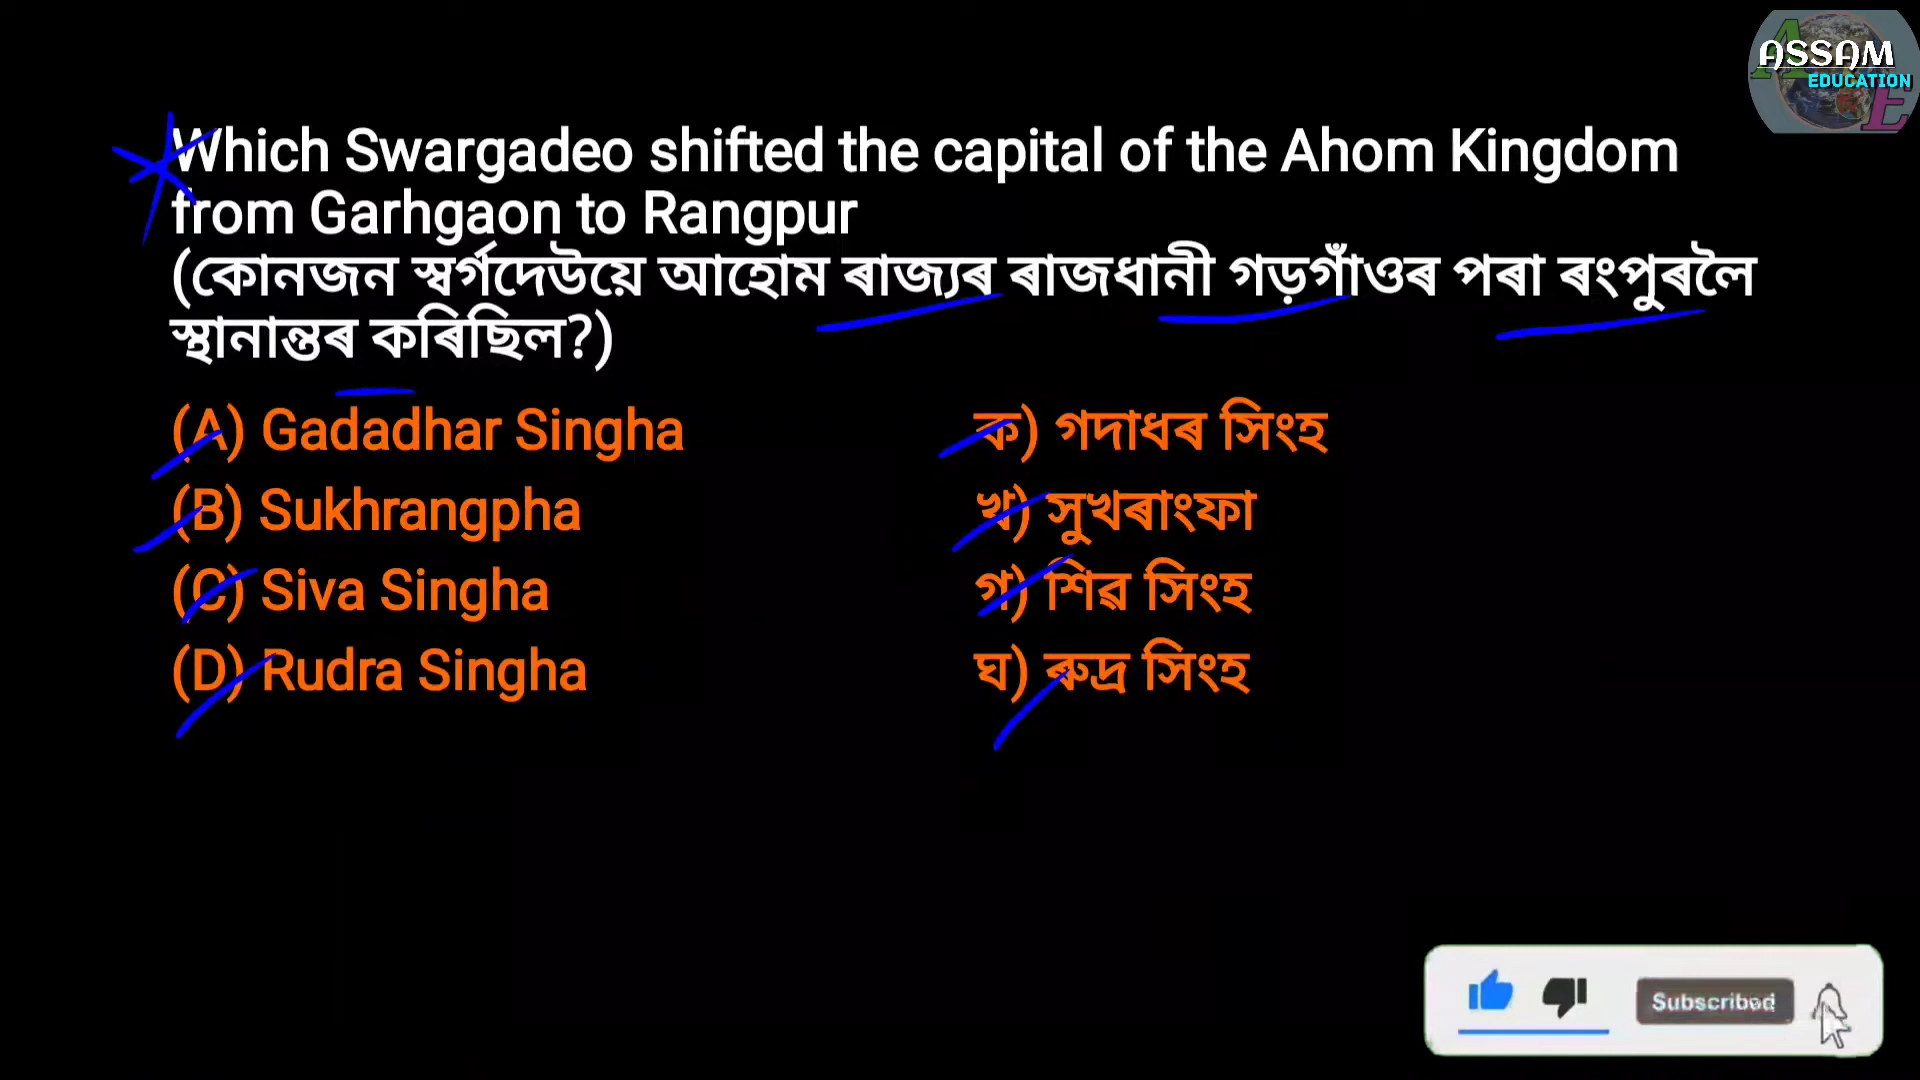 ASSAM
EDUCATION
Which Swargadeo shifted the capital of the Ahom Kingdom
from Garhgaon to Rangpur
(কোনজন স্বৰ্গদেউয়ে আহোম ৰাজ্যৰ ৰাজধানী গড়গাঁওৰ পৰা ৰংপুৰলৈ
স্থানান্তৰ কৰিছিল?)
(A) Gadadhar Singha ক) গদাধৰ সিংহ
(B) Sukhrangpha খ) সুখৰাংফা
(C) Siva Singha গ) শিৱ সিংহ
(D) Rudra Singha ঘ) ৰুদ্ৰ সিংহ
Subscribed